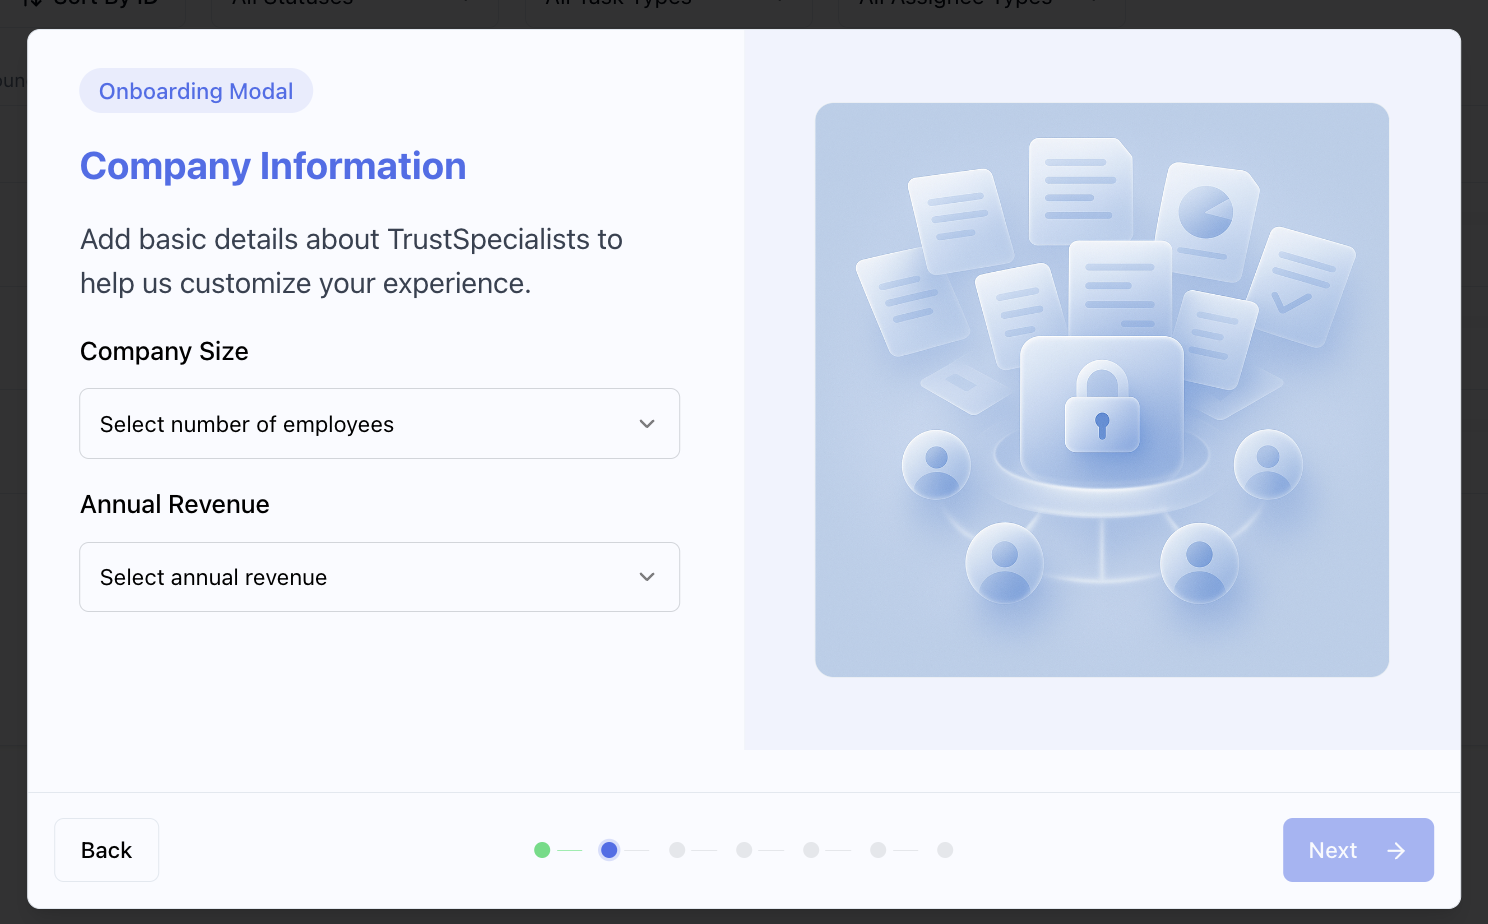 Sort By ID
All Statuses
All Task Types
All Assignee Types
Onboarding Modal
Company Information
Add basic details about TrustSpecialists to
help us customize your experience.
Company Size
Select number of employees
Annual Revenue
Select annual revenue
Back
Next